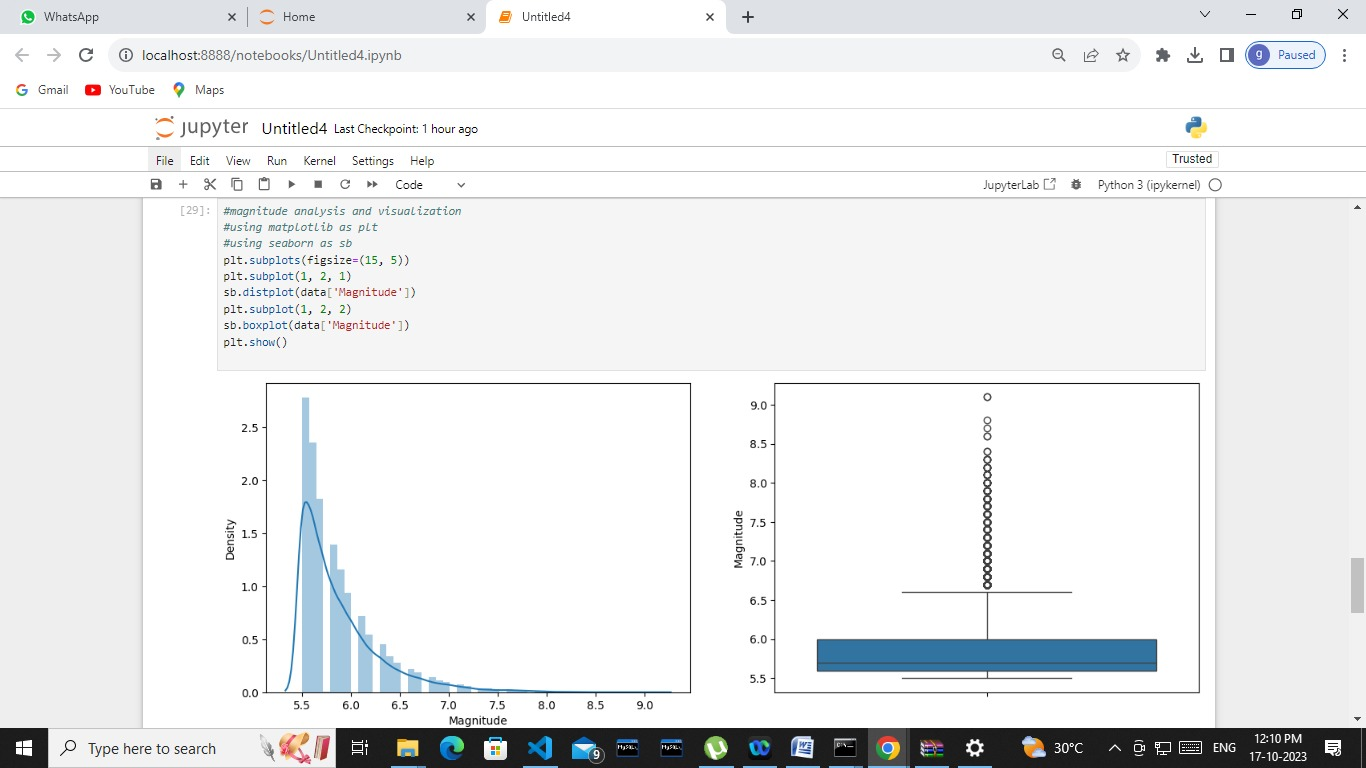 WhatsApp
Home
Untitled4
localhost:8888/notebooks/Untitled4.ipynb
g Paused
Gmail YouTube Maps
jupyter Untitled4 Last Checkpoint: 1 hour ago
File Edit View Run Kernel Settings Help
Trusted
Code
JupyterLab
Python 3 (ipykernel)
[29]:
#magnitude analysis and visualization
#using matplotlib as plt
#using seaborn as sb
plt.subplots(figsize=(15, 5))
plt.subplot(1, 2, 1)
sb.distplot(data['Magnitude'])
plt.subplot(1, 2, 2)
sb.boxplot(data['Magnitude'])
plt.show()
Density
2.5
2.0
1.5
1.0
0.5
0.0
5.5 6.0 6.5 7.0 7.5 8.0 8.5 9.0
Magnitude
Magnitude
9.0
8.5
8.0
7.5
7.0
6.5
6.0
5.5
Type here to search
9
MySQL
MySQL
30°C
ENG
12:10 PM
17-10-2023